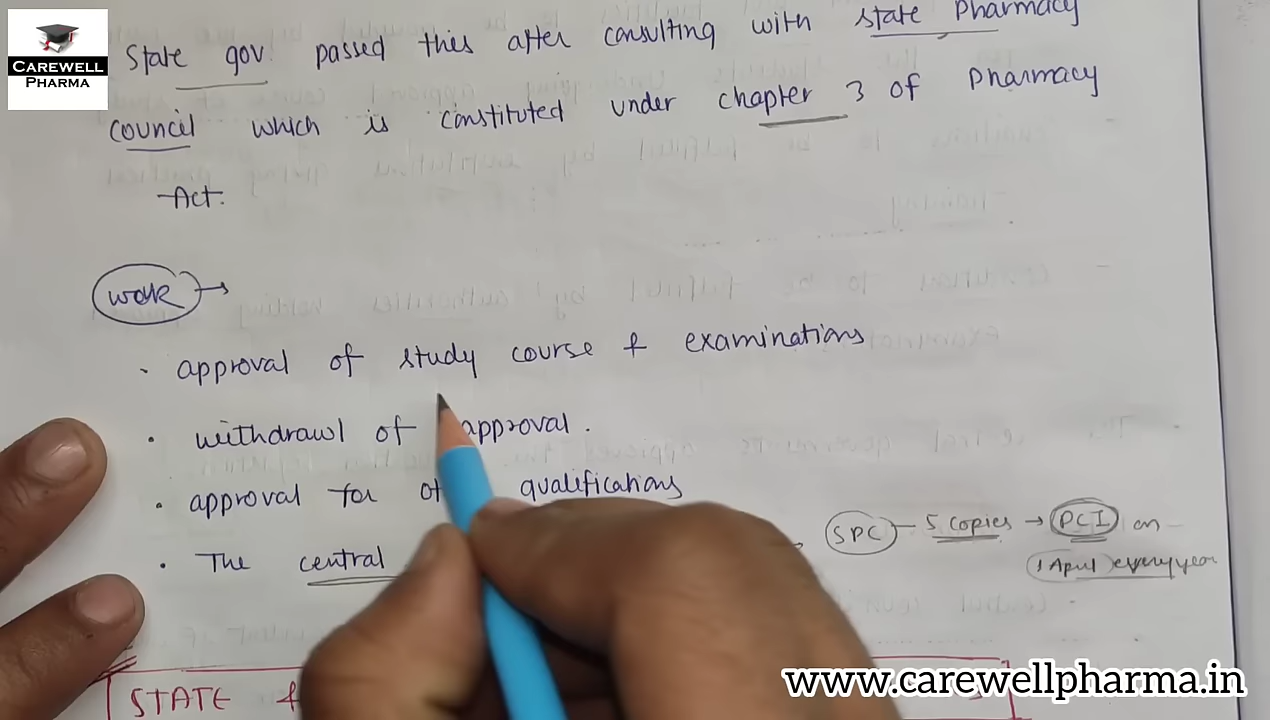 CAREWELL
PHARMA
State gov passed this after consulting with state Pharmacy
council which is constituted under chapter 3 of Pharmacy
Act.
work →
• approval of study course & examinations
• withdrawl of approval.
• approval for qualifications
• The central
SPC – 5 copies → PCI on
1 April every year
STATE &
www.carewellpharma.in